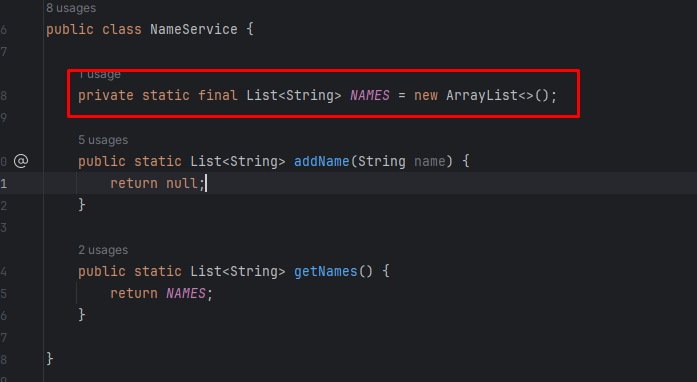 8 usages
6 public class NameService {
7
1 usage
8 private static final List<String> NAMES = new ArrayList<>();
9
5 usages
0 @ public static List<String> addName(String name) {
1 return null;
2 }
3
2 usages
4 public static List<String> getNames() {
5 return NAMES;
6 }
7
8 }
9